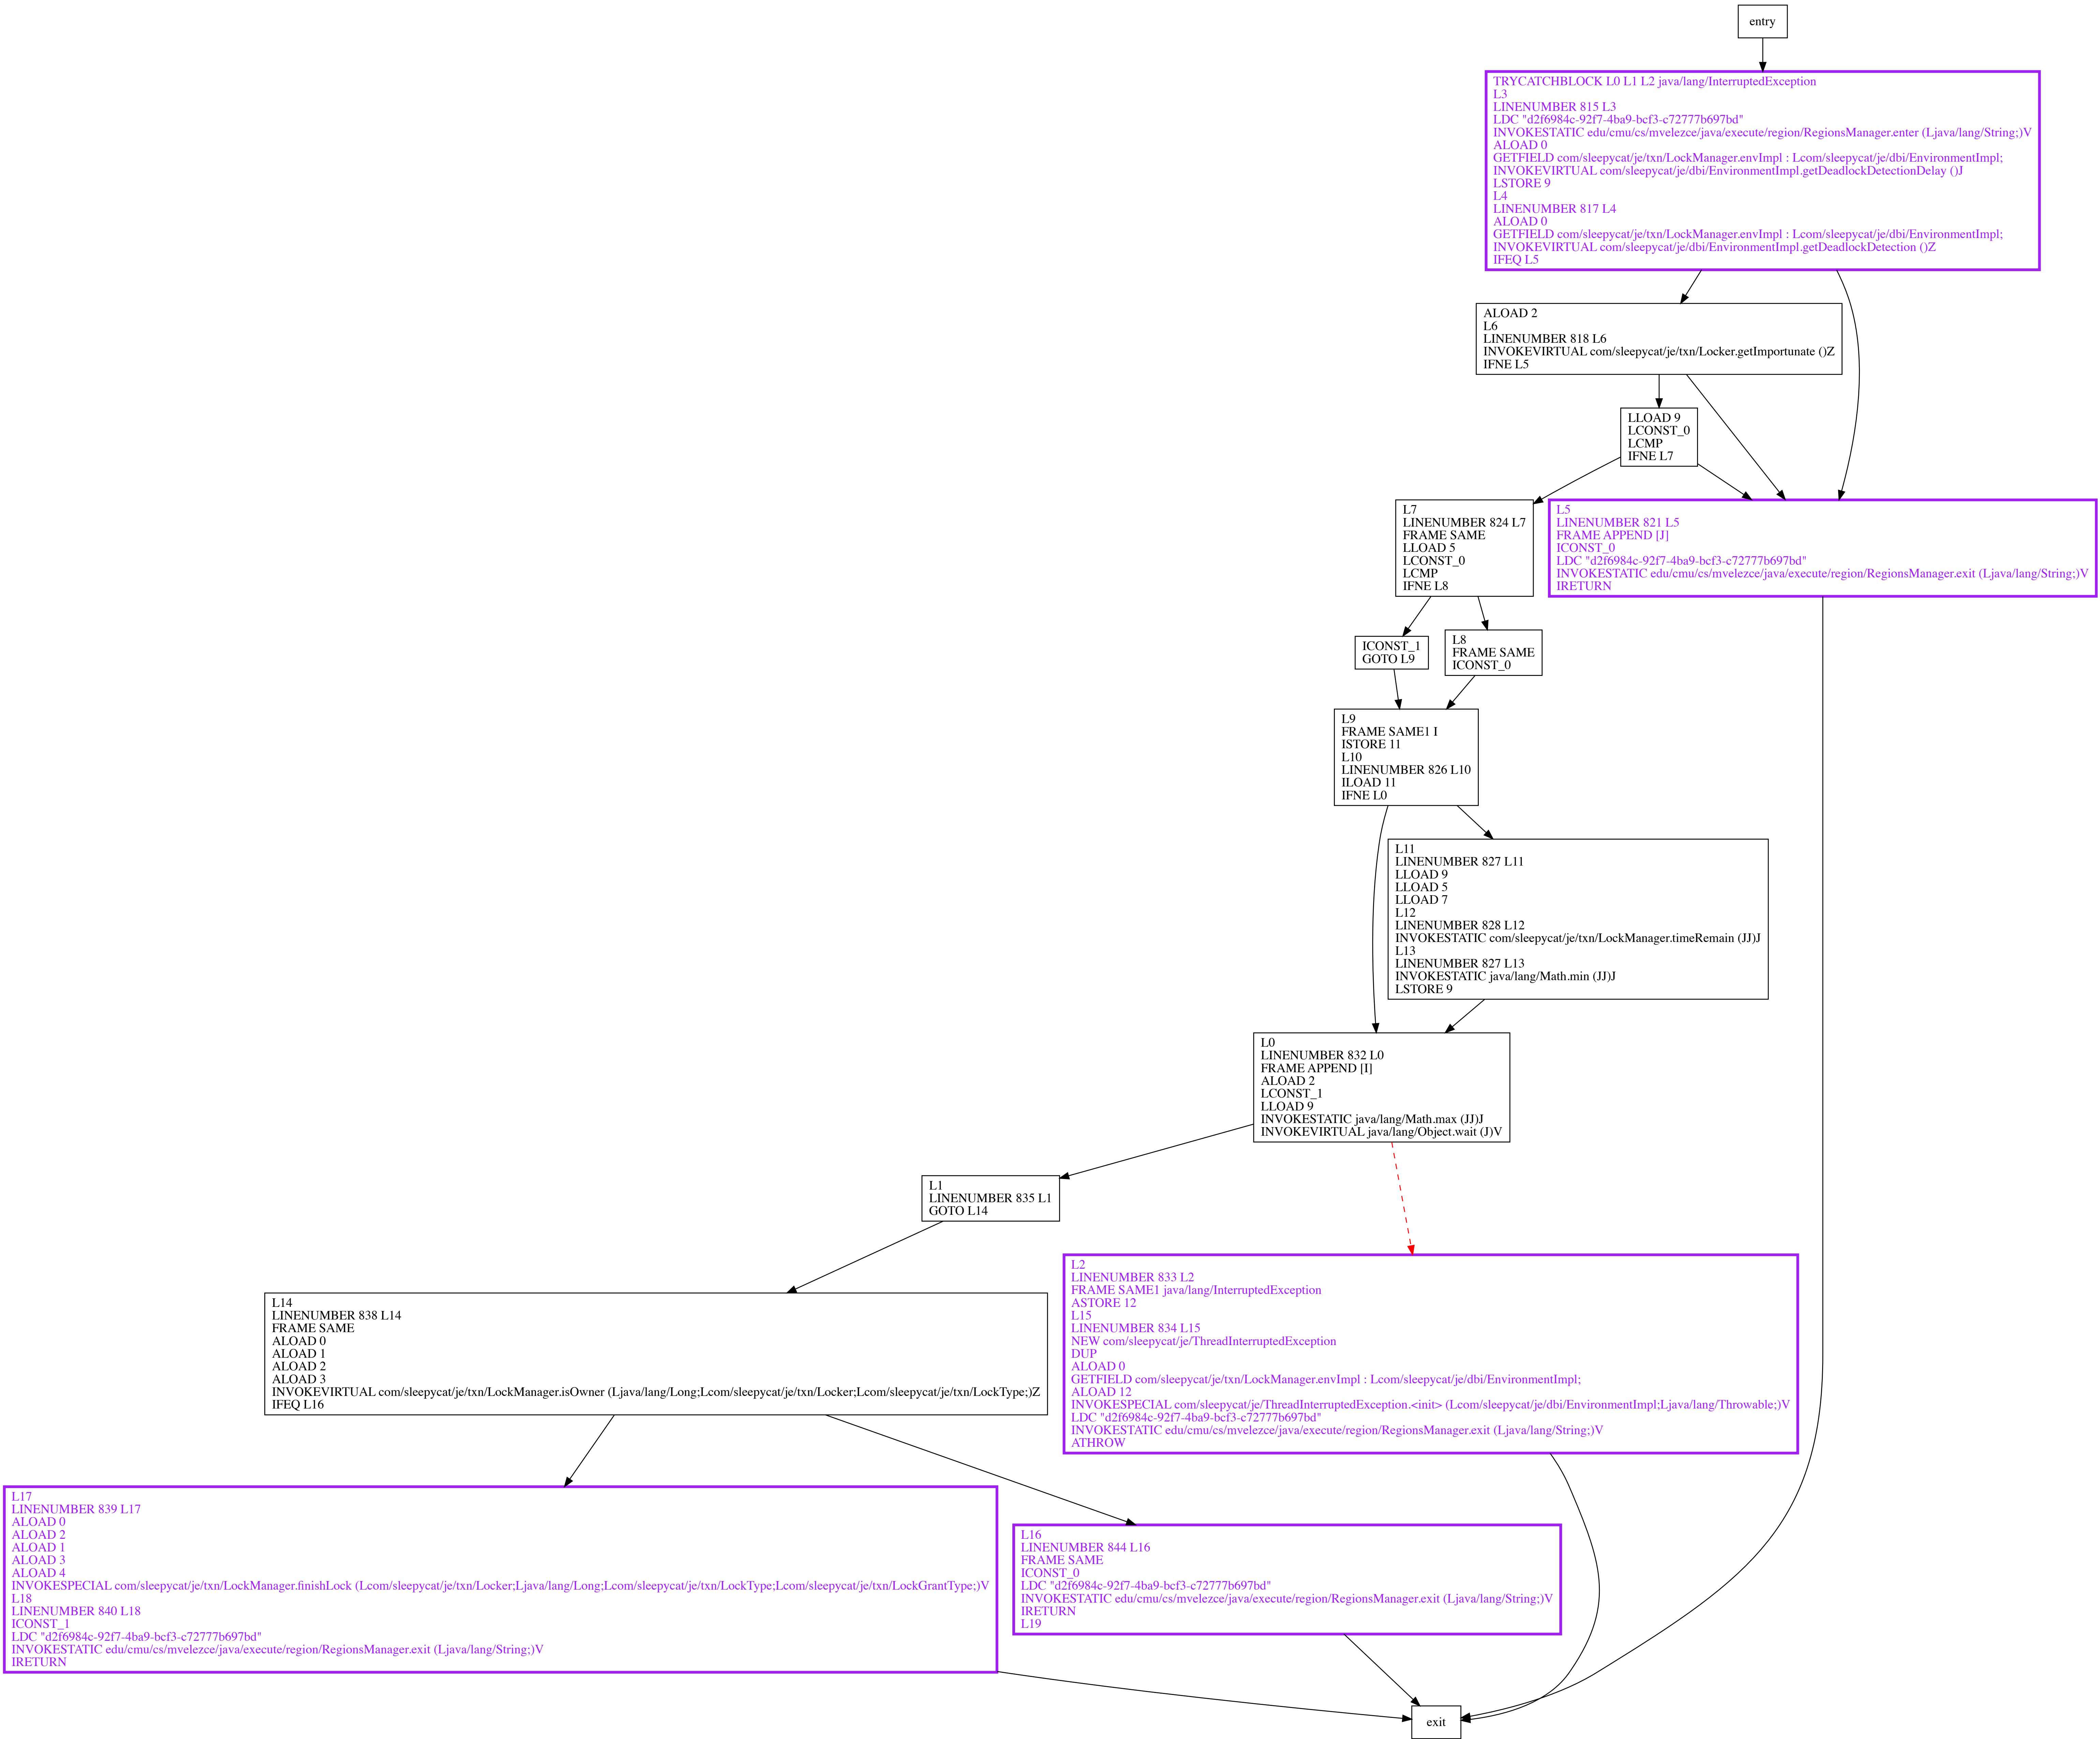 entry
TRYCATCHBLOCK L0 L1 L2 java/lang/InterruptedException
L3
LINENUMBER 815 L3
LDC "d2f6984c-92f7-4ba9-bcf3-c72777b697bd"
INVOKESTATIC edu/cmu/cs/mvelezce/java/execute/region/RegionsManager.enter (Ljava/lang/String;)V
ALOAD 0
GETFIELD com/sleepycat/je/txn/LockManager.envImpl : Lcom/sleepycat/je/dbi/EnvironmentImpl;
INVOKEVIRTUAL com/sleepycat/je/dbi/EnvironmentImpl.getDeadlockDetectionDelay ()J
LSTORE 9
L4
LINENUMBER 817 L4
ALOAD 0
GETFIELD com/sleepycat/je/txn/LockManager.envImpl : Lcom/sleepycat/je/dbi/EnvironmentImpl;
INVOKEVIRTUAL com/sleepycat/je/dbi/EnvironmentImpl.getDeadlockDetection ()Z
IFEQ L5
ALOAD 2
L6
LINENUMBER 818 L6
INVOKEVIRTUAL com/sleepycat/je/txn/Locker.getImportunate ()Z
IFNE L5
LLOAD 9
LCONST_0
LCMP
IFNE L7
L7
LINENUMBER 824 L7
FRAME SAME
LLOAD 5
LCONST_0
LCMP
IFNE L8
L5
LINENUMBER 821 L5
FRAME APPEND [J]
ICONST_0
LDC "d2f6984c-92f7-4ba9-bcf3-c72777b697bd"
INVOKESTATIC edu/cmu/cs/mvelezce/java/execute/region/RegionsManager.exit (Ljava/lang/String;)V
IRETURN
ICONST_1
GOTO L9
L8
FRAME SAME
ICONST_0
L9
FRAME SAME1 I
ISTORE 11
L10
LINENUMBER 826 L10
ILOAD 11
IFNE L0
L11
LINENUMBER 827 L11
LLOAD 9
LLOAD 5
LLOAD 7
L12
LINENUMBER 828 L12
INVOKESTATIC com/sleepycat/je/txn/LockManager.timeRemain (JJ)J
L13
LINENUMBER 827 L13
INVOKESTATIC java/lang/Math.min (JJ)J
LSTORE 9
L0
LINENUMBER 832 L0
FRAME APPEND [I]
ALOAD 2
LCONST_1
LLOAD 9
INVOKESTATIC java/lang/Math.max (JJ)J
INVOKEVIRTUAL java/lang/Object.wait (J)V
L1
LINENUMBER 835 L1
GOTO L14
L2
LINENUMBER 833 L2
FRAME SAME1 java/lang/InterruptedException
ASTORE 12
L15
LINENUMBER 834 L15
NEW com/sleepycat/je/ThreadInterruptedException
DUP
ALOAD 0
GETFIELD com/sleepycat/je/txn/LockManager.envImpl : Lcom/sleepycat/je/dbi/EnvironmentImpl;
ALOAD 12
INVOKESPECIAL com/sleepycat/je/ThreadInterruptedException.<init> (Lcom/sleepycat/je/dbi/EnvironmentImpl;Ljava/lang/Throwable;)V
LDC "d2f6984c-92f7-4ba9-bcf3-c72777b697bd"
INVOKESTATIC edu/cmu/cs/mvelezce/java/execute/region/RegionsManager.exit (Ljava/lang/String;)V
ATHROW
L14
LINENUMBER 838 L14
FRAME SAME
ALOAD 0
ALOAD 1
ALOAD 2
ALOAD 3
INVOKEVIRTUAL com/sleepycat/je/txn/LockManager.isOwner (Ljava/lang/Long;Lcom/sleepycat/je/txn/Locker;Lcom/sleepycat/je/txn/LockType;)Z
IFEQ L16
L17
LINENUMBER 839 L17
ALOAD 0
ALOAD 2
ALOAD 1
ALOAD 3
ALOAD 4
INVOKESPECIAL com/sleepycat/je/txn/LockManager.finishLock (Lcom/sleepycat/je/txn/Locker;Ljava/lang/Long;Lcom/sleepycat/je/txn/LockType;Lcom/sleepycat/je/txn/LockGrantType;)V
L18
LINENUMBER 840 L18
ICONST_1
LDC "d2f6984c-92f7-4ba9-bcf3-c72777b697bd"
INVOKESTATIC edu/cmu/cs/mvelezce/java/execute/region/RegionsManager.exit (Ljava/lang/String;)V
IRETURN
L16
LINENUMBER 844 L16
FRAME SAME
ICONST_0
LDC "d2f6984c-92f7-4ba9-bcf3-c72777b697bd"
INVOKESTATIC edu/cmu/cs/mvelezce/java/execute/region/RegionsManager.exit (Ljava/lang/String;)V
IRETURN
L19
exit